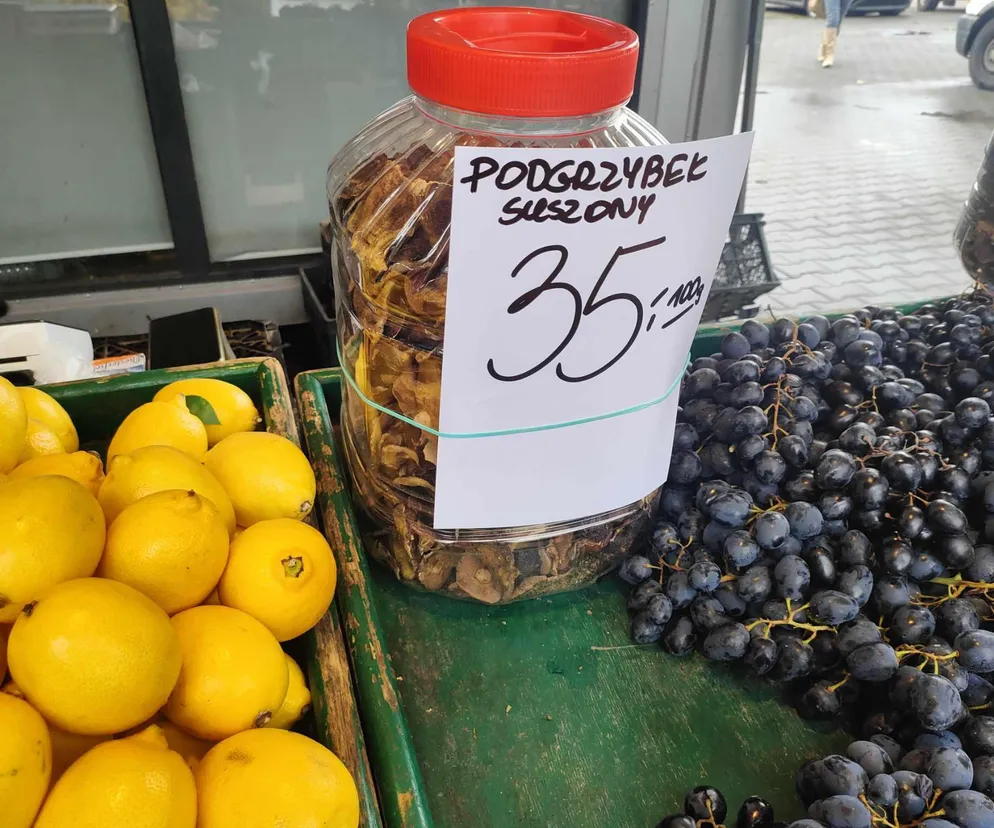 PODGRZYBEK
SUSZONY
35,- 100g